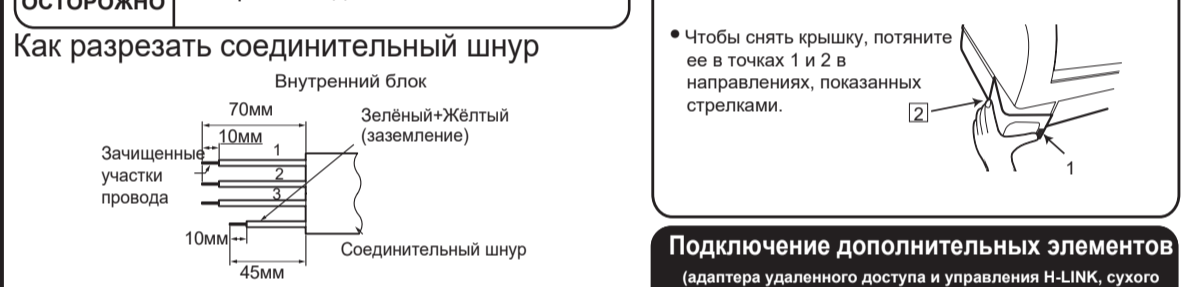 ОСТОРОЖНО
Как разрезать соединительный шнур
Внутренний блок
70мм
Зелёный+Жёлтый
(заземление)
10мм
1
Зачищенные
участки
провода
2
3
10мм
Соединительный шнур
45мм
• Чтобы снять крышку, потяните
ее в точках 1 и 2 в
направлениях, показанных
стрелками.
2
1
Подключение дополнительных элементов
(адаптера удаленного доступа и управления H-LINK, сухого